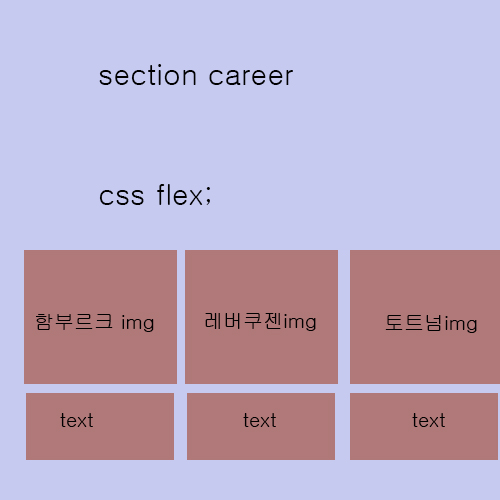 section career
css flex;
함부르크 img
레버쿠젠img
토트넘img
text
text
text